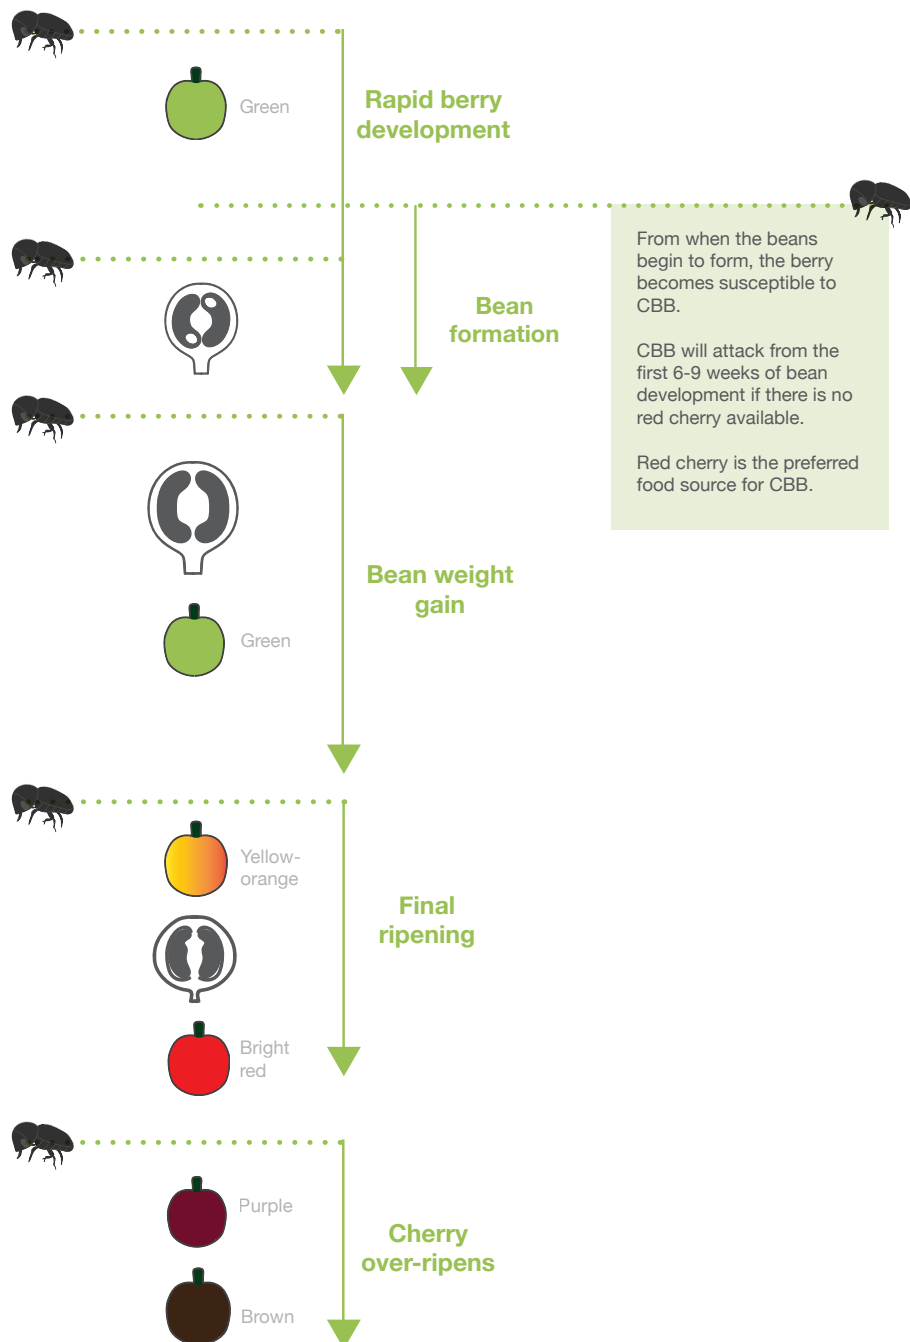 Green
Rapid berry
development
From when the beans
begin to form, the berry
becomes susceptible to
CBB.
CBB will attack from the
first 6-9 weeks of bean
development if there is no
red cherry available.
Red cherry is the preferred
food source for CBB.
Bean
formation
Bean weight
gain
Green
Yellow-
orange
Final
ripening
Bright
red
Purple
Cherry
over-ripens
Brown